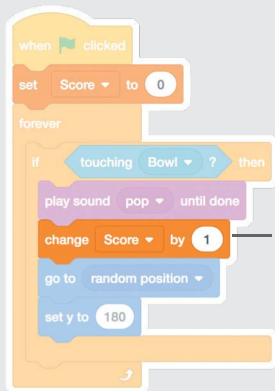 when clicked
set Score to 0
forever
if touching Bowl ? then
play sound pop until done
change Score by 1
go to random position
set y to 180